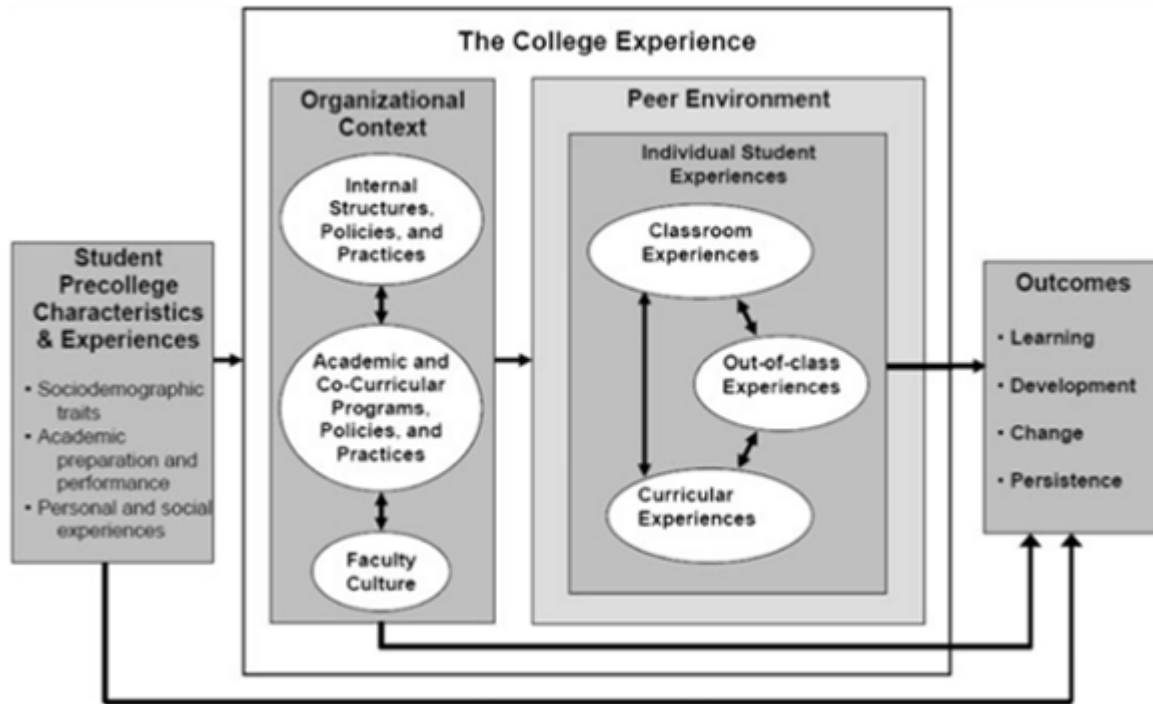 The College Experience
Student
Precollege
Characteristics
& Experiences
• Sociodemographic
traits
• Academic
preparation and
performance
• Personal and social
experiences
Organizational
Context
Internal
Structures,
Policies, and
Practices
Academic and
Co-Curricular
Programs,
Policies, and
Practices
Faculty
Culture
Peer Environment
Individual Student
Experiences
Classroom
Experiences
Out-of-class
Experiences
Curricular
Experiences
Outcomes
• Learning
• Development
• Change
• Persistence